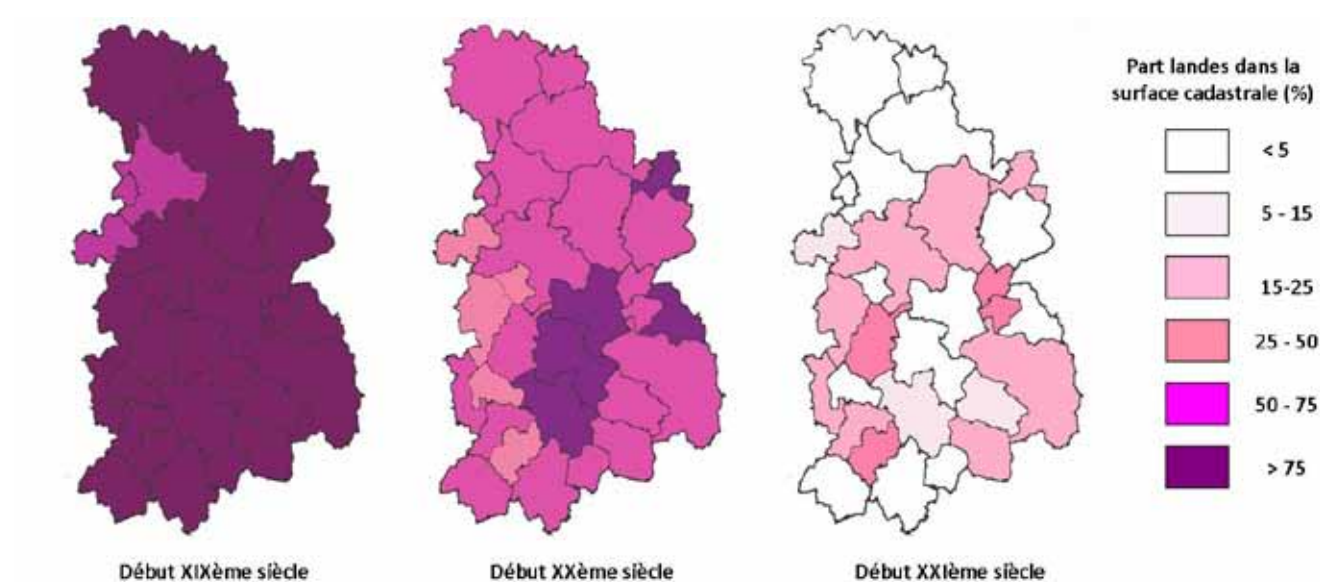 Part landes dans la
surface cadastrale (%)
< 5
5 - 15
15-25
25 - 50
50 - 75
> 75
Début XIXème siècle
Début XXème siècle
Début XXIème siècle